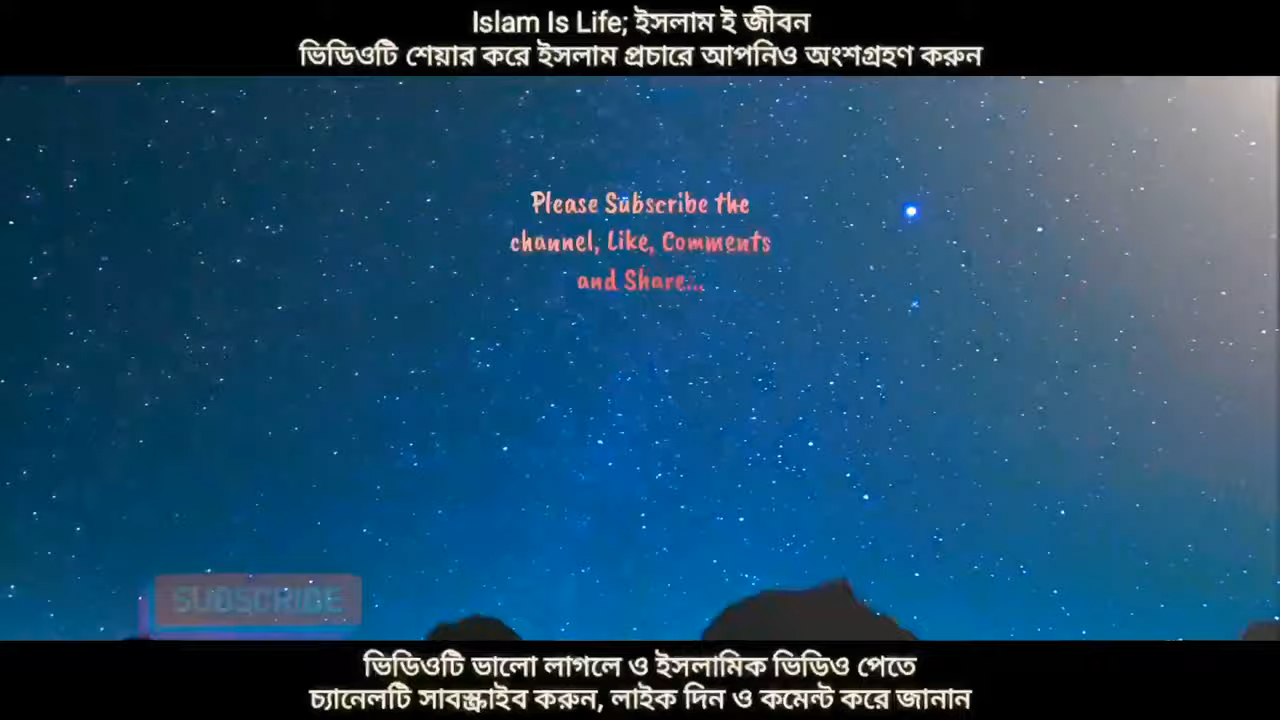 Islam Is Life; ইসলাম ই জীবন
ভিডিওটি শেয়ার করে ইসলাম প্রচারে আপনিও অংশগ্রহণ করুন
Please Subscribe the
channel, Like, Comments
and Share...
SUBSCRIBE
ভিডিওটি ভালো লাগলে ও ইসলামিক ভিডিও পেতে
চ্যানেলটি সাবস্ক্রাইব করুন, লাইক দিন ও কমেন্ট করে জানান